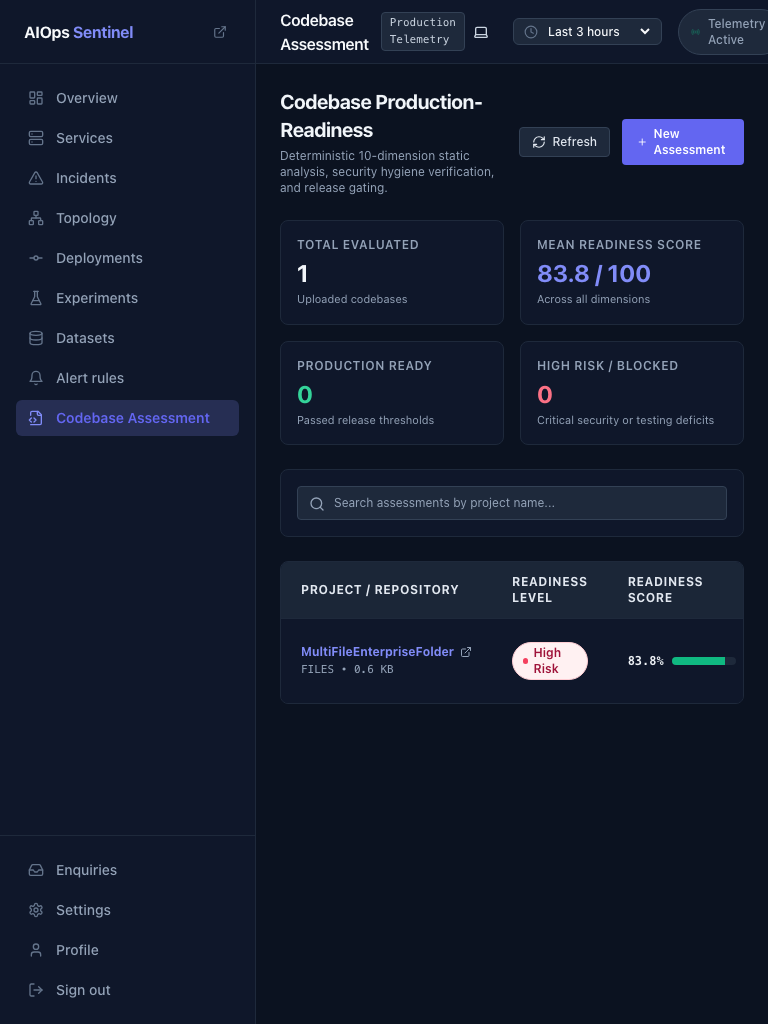 AIOps Sentinel
Overview
Services
Incidents
Topology
Deployments
Experiments
Datasets
Alert rules
Codebase Assessment
Enquiries
Settings
Profile
Sign out
Codebase
Assessment
Production
Telemetry
Last 3 hours
Telemetry
Active
Codebase Production-
Readiness
Deterministic 10-dimension static
analysis, security hygiene verification,
and release gating.
Refresh
+ New
Assessment
TOTAL EVALUATED
1
Uploaded codebases
MEAN READINESS SCORE
83.8 / 100
Across all dimensions
PRODUCTION READY
0
Passed release thresholds
HIGH RISK / BLOCKED
0
Critical security or testing deficits
Search assessments by project name...
PROJECT / REPOSITORY
READINESS
LEVEL
READINESS
SCORE
MultiFileEnterpriseFolder
FILES • 0.6 KB
High
Risk
83.8%